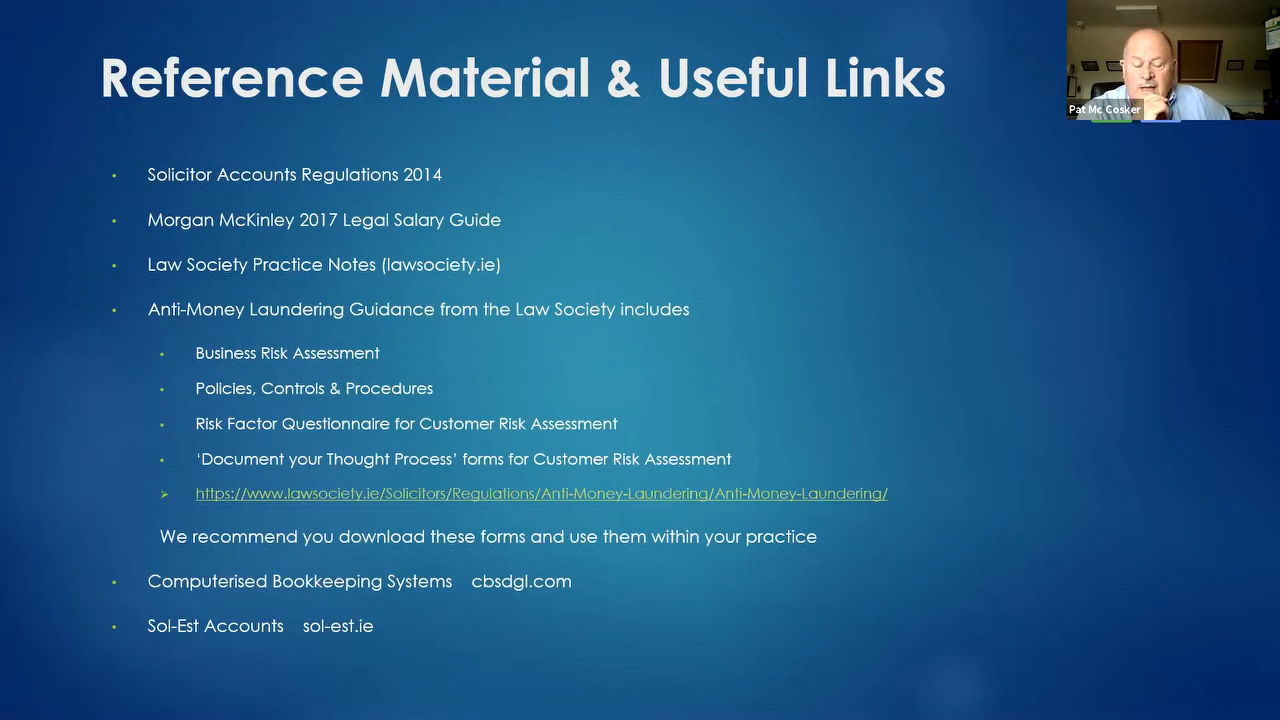 Reference Material & Useful Links
Pat Mc Cosker
Solicitor Accounts Regulations 2014
Morgan McKinley 2017 Legal Salary Guide
Law Society Practice Notes (lawsociety.ie)
Anti-Money Laundering Guidance from the Law Society includes
Business Risk Assessment
Policies, Controls & Procedures
Risk Factor Questionnaire for Customer Risk Assessment
‘Document your Thought Process’ forms for Customer Risk Assessment
https://www.lawsociety.ie/Solicitors/Regulations/Anti-Money-Laundering/Anti-Money-Laundering/
We recommend you download these forms and use them within your practice
Computerised Bookkeeping Systems cbsdgl.com
Sol-Est Accounts sol-est.ie